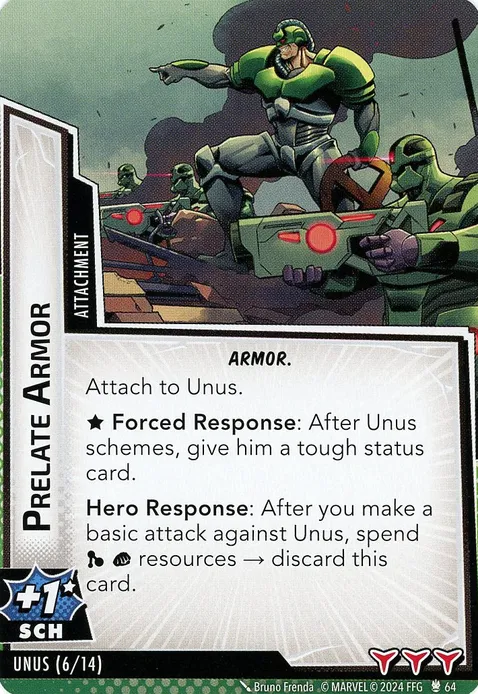 ATTACHMENT
PRELATE ARMOR
ARMOR.
Attach to Unus.
★ Forced Response: After Unus
schemes, give him a tough status
card.
Hero Response: After you make a
basic attack against Unus, spend
resources → discard this
card.
+1★
SCH
UNUS (6/14)
Bruno Frenda © MARVEL © 2024 FFG 64